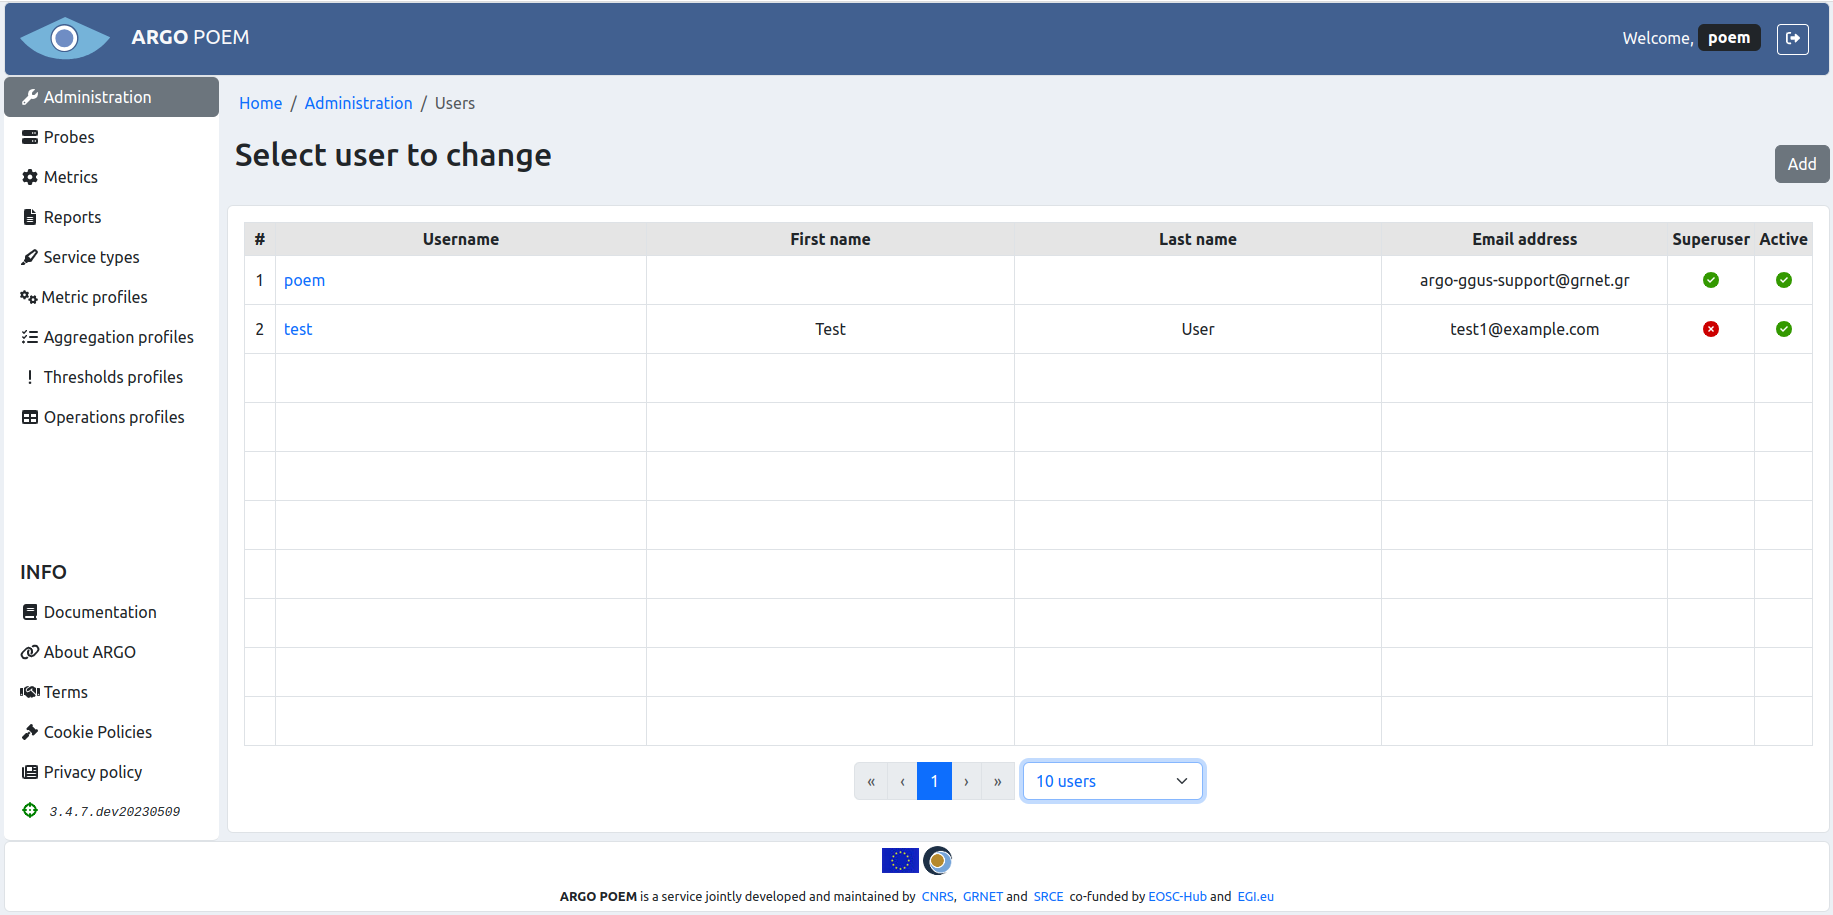 ARGO POEM
Welcome, poem
Administration
Probes
Metrics
Reports
Service types
Metric profiles
Aggregation profiles
Thresholds profiles
Operations profiles
INFO
Documentation
About ARGO
Terms
Cookie Policies
Privacy policy
3.4.7.dev20230509
Home / Administration / Users
Select user to change
Add
# Username First name Last name Email address Superuser Active
1 poem argo-ggus-support@grnet.gr
2 test Test User test1@example.com
« ‹ 1 › » 10 users
ARGO POEM is a service jointly developed and maintained by CNRS, GRNET and SRCE co-funded by EOSC-Hub and EGI.eu